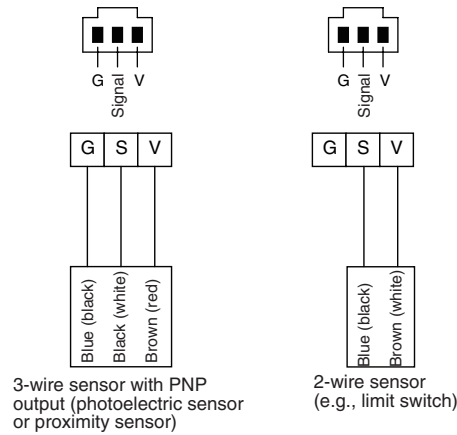 G Signal V
G Signal V
G S V
G S V
Blue (black)
Black (white)
Brown (red)
Blue (black)
Brown (white)
3-wire sensor with PNP
output (photoelectric sensor
or proximity sensor)
2-wire sensor
(e.g., limit switch)